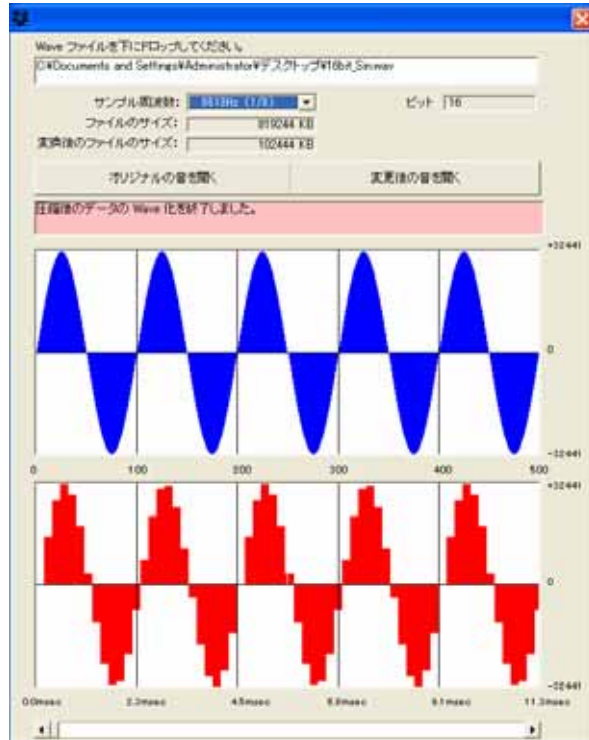 Wave ファイルを下にドロップしてください。
C:¥Documents and Settings¥Administrator¥デスクトップ¥16bit_Sin.wav
サンプル周波数: (1/8) ビット 16
ファイルのサイズ: 819244 KB
変換後のファイルのサイズ: 102444 KB
オリジナルの音を聞く 変更後の音を聞く
圧縮後のデータの Wave 化を終了しました。
+32441
0
-32441
0 100 200 300 400 500
+32441
0
-32441
0.0msec 2.3msec 4.5msec 6.8msec 9.1msec 11.3msec